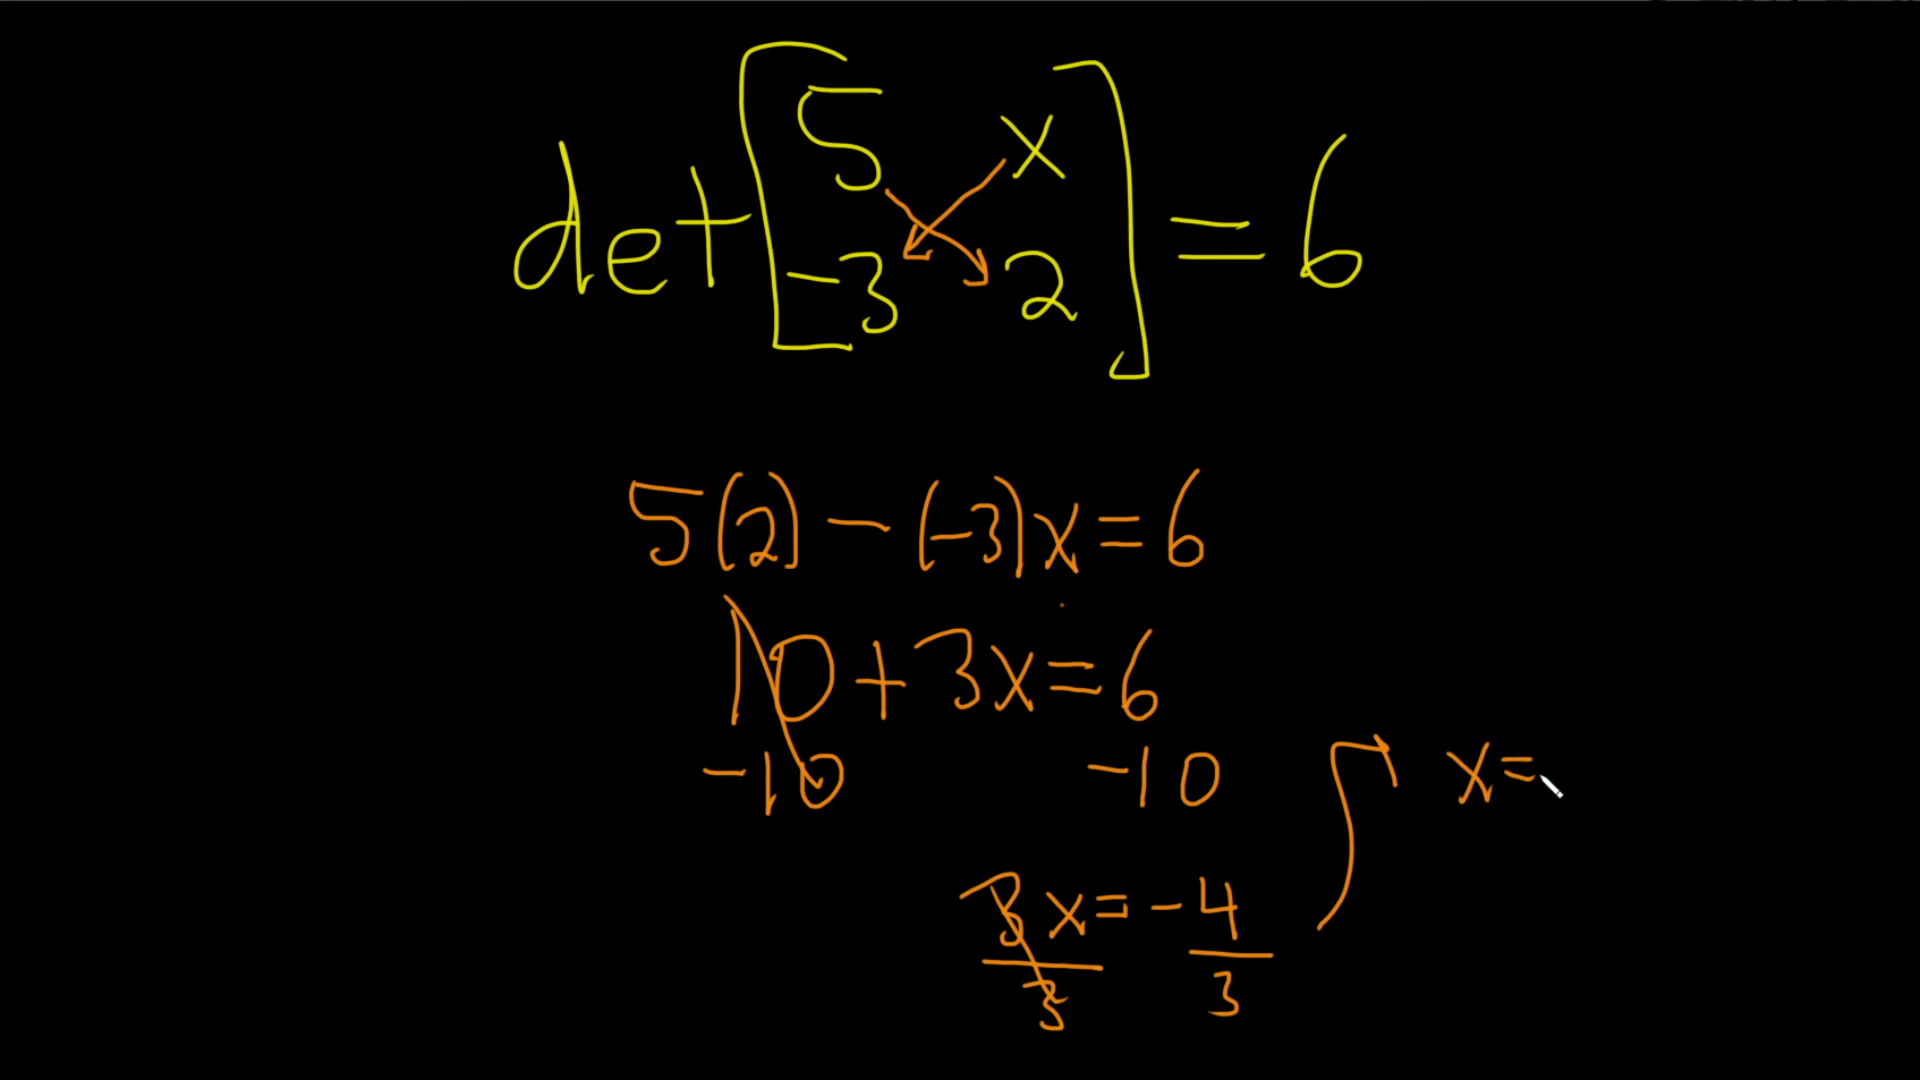 det [5 x
-3 2] = 6
5(2) - (-3)x = 6
10 + 3x = 6
-10 -10
3x = -4
3 3
x =